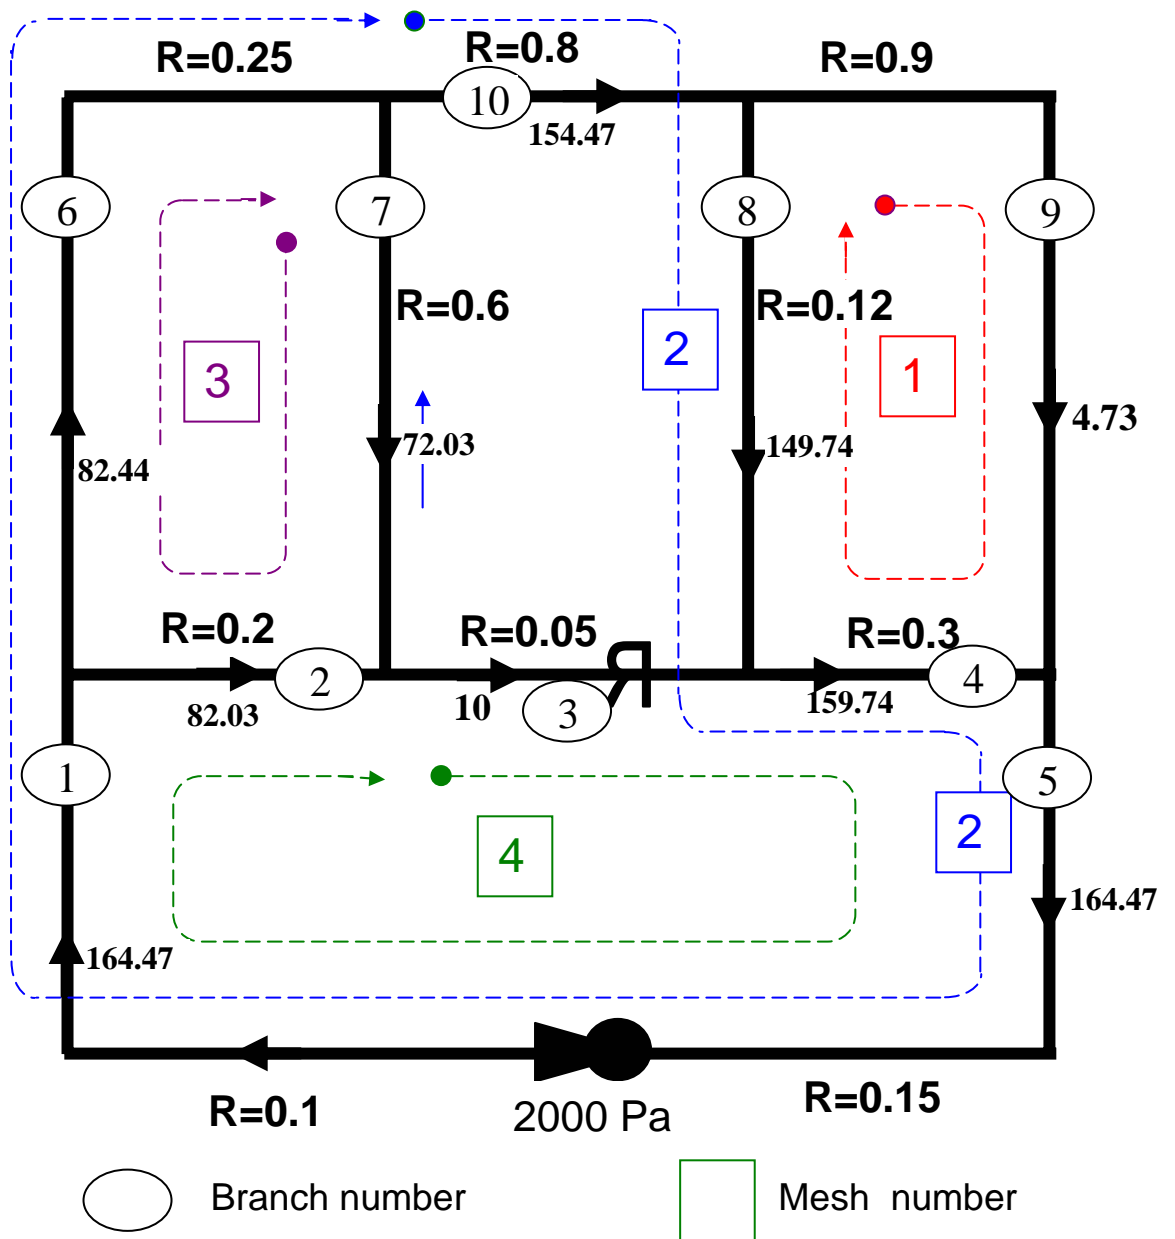 R=0.25
R=0.8
R=0.9
10
154.47
6
7
8
9
R=0.6
R=0.12
3
2
1
82.44
72.03
149.74
4.73
R=0.2
R=0.05
R=0.3
2
3
4
82.03
10
159.74
1
5
4
2
164.47
164.47
R=0.1
2000 Pa
R=0.15
Branch number
Mesh number